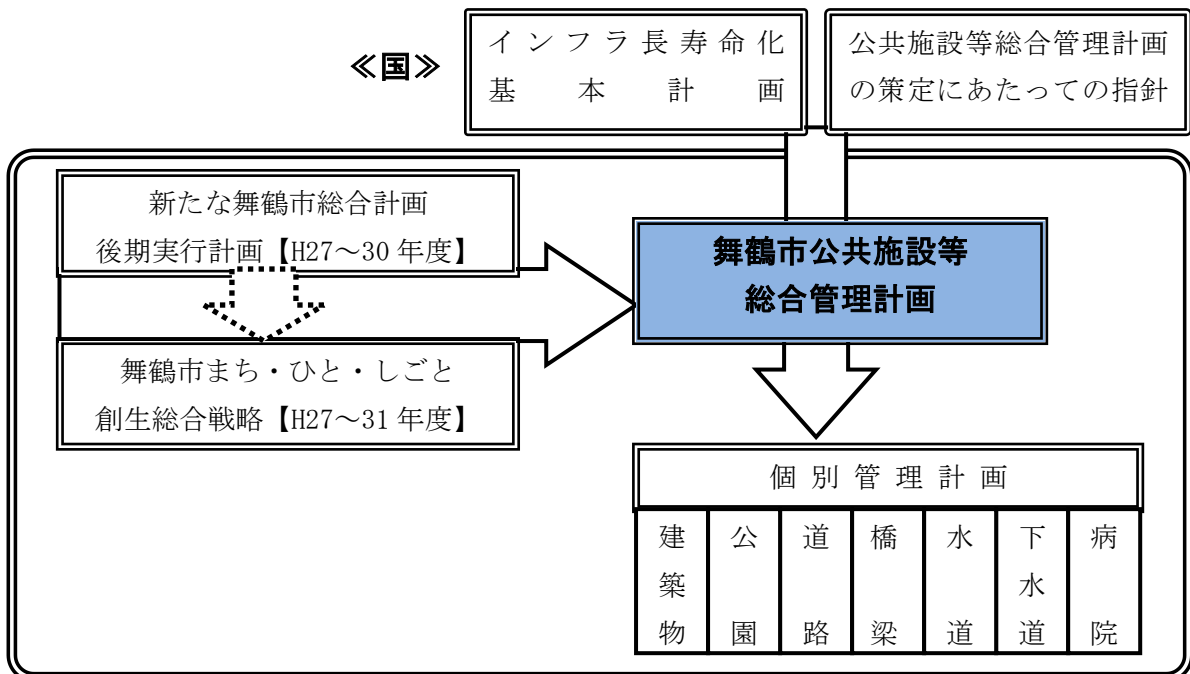 ≪国≫
インフラ長寿命化
基本計画
公共施設等総合管理計画
の策定にあたっての指針
新たな舞鶴市総合計画
後期実行計画【H27～30 年度】
舞鶴市まち・ひと・しごと
創生総合戦略【H27～31 年度】
舞鶴市公共施設等
総合管理計画
個別管理計画
建築物
公園
道路
橋梁
水道
下水道
病院